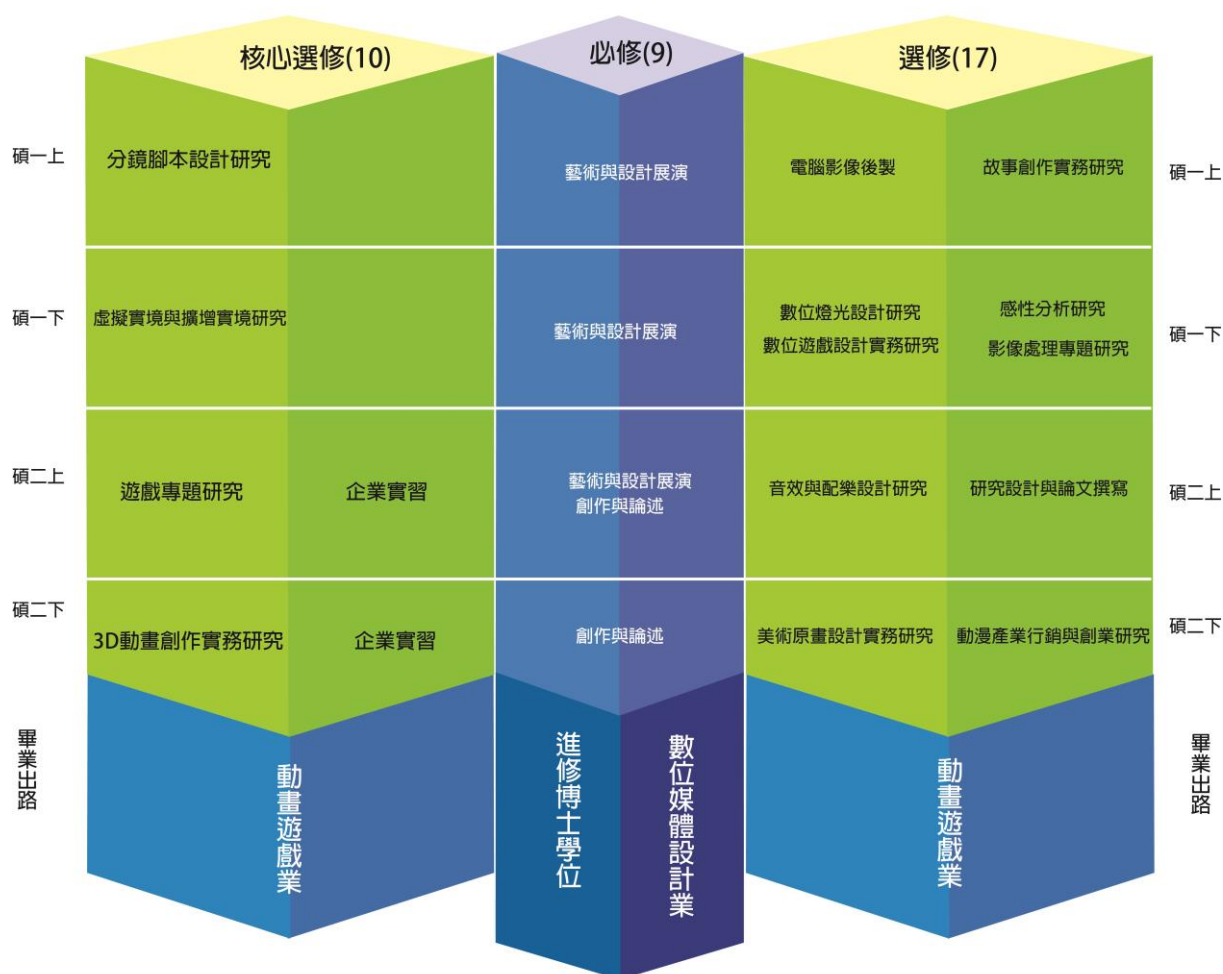 核心選修(10)
必修(9)
選修(17)
碩一上
分鏡腳本設計研究
藝術與設計展演
電腦影像後製
故事創作實務研究
碩一上
碩一下
虛擬實境與擴增實境研究
藝術與設計展演
數位燈光設計研究
數位遊戲設計實務研究
感性分析研究
影像處理專題研究
碩一下
碩二上
遊戲專題研究
企業實習
藝術與設計展演
創作與論述
音效與配樂設計研究
研究設計與論文撰寫
碩二上
碩二下
3D動畫創作實務研究
企業實習
創作與論述
美術原畫設計實務研究
動漫產業行銷與創業研究
碩二下
畢業出路
動畫遊戲業
進修博士學位
數位媒體設計業
動畫遊戲業
畢業出路